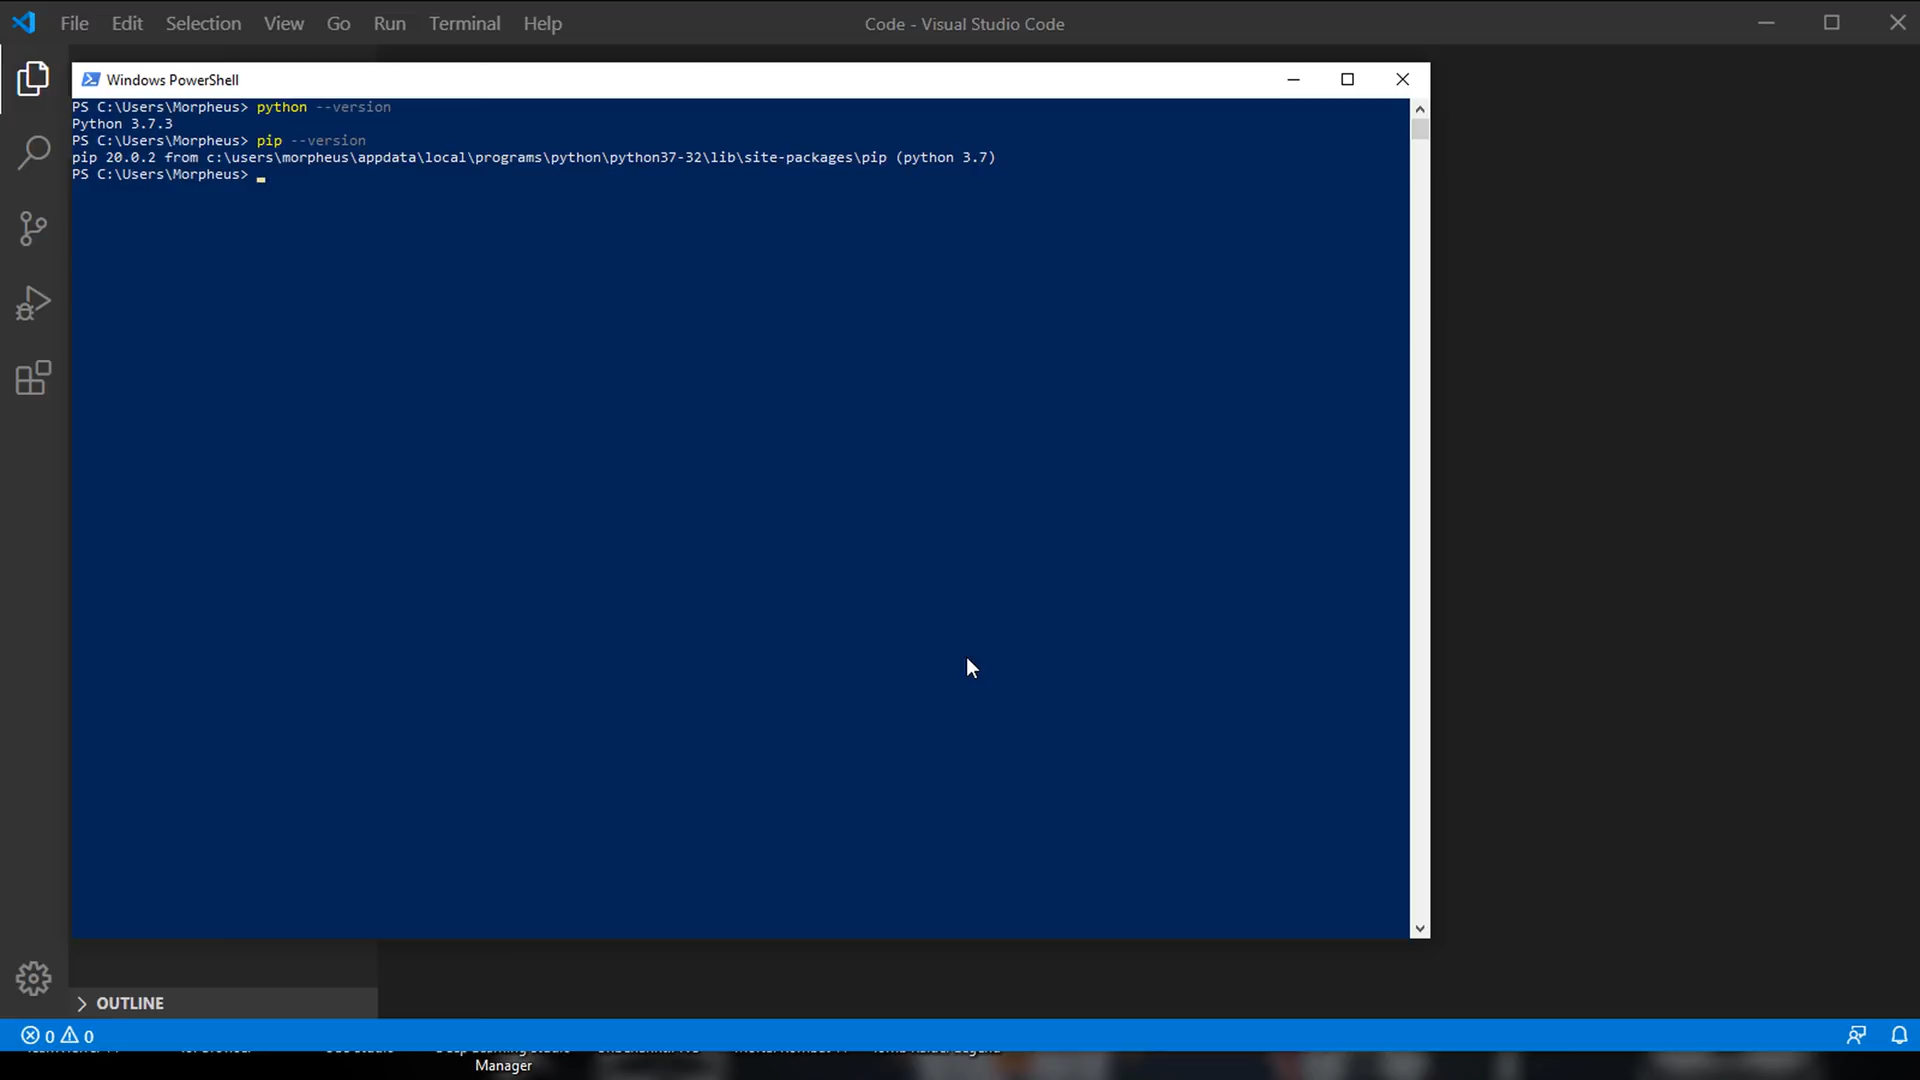 File Edit Selection View Go Run Terminal Help
Code - Visual Studio Code
Windows PowerShell
PS C:\Users\Morpheus> python --version
Python 3.7.3
PS C:\Users\Morpheus> pip --version
pip 20.0.2 from c:\users\morpheus\appdata\local\programs\python\python37-32\lib\site-packages\pip (python 3.7)
PS C:\Users\Morpheus>
OUTLINE
0 0
Manager